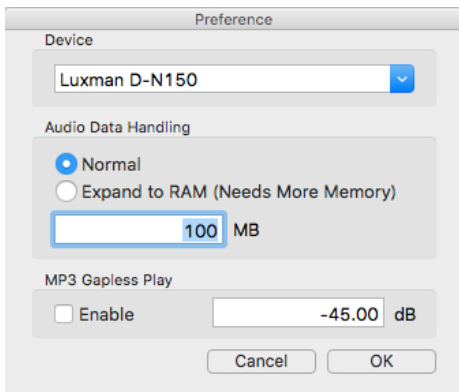 Preference
Device
Luxman D-N150
Audio Data Handling
Normal
Expand to RAM (Needs More Memory)
100 MB
MP3 Gapless Play
Enable -45.00 dB
Cancel OK